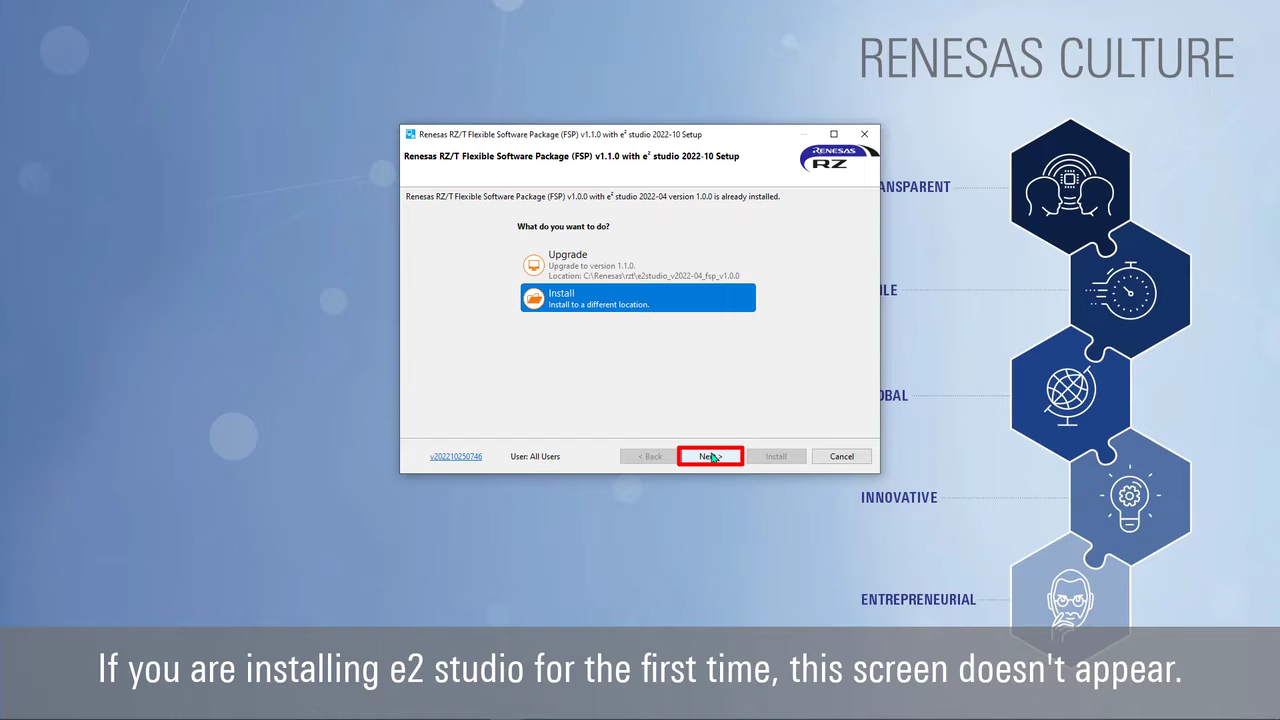 RENESAS CULTURE
Renesas RZ/T Flexible Software Package (FSP) v1.1.0 with e² studio 2022-10 Setup
Renesas RZ/T Flexible Software Package (FSP) v1.1.0 with e² studio 2022-10 Setup
RENESAS
RZ
Renesas RZ/T Flexible Software Package (FSP) v1.0.0 with e² studio 2022-04 version 1.0.0 is already installed.
What do you want to do?
Upgrade
Upgrade to version 1.1.0.
Location: C:\Renesas\rzt\e2studio_v2022-04_fsp_v1.0.0
Install
Install to a different location.
v202210250746
User: All Users
< Back
Next >
Install
Cancel
ANSPARENT
ILE
OBAL
INNOVATIVE
ENTREPRENEURIAL
If you are installing e2 studio for the first time, this screen doesn't appear.